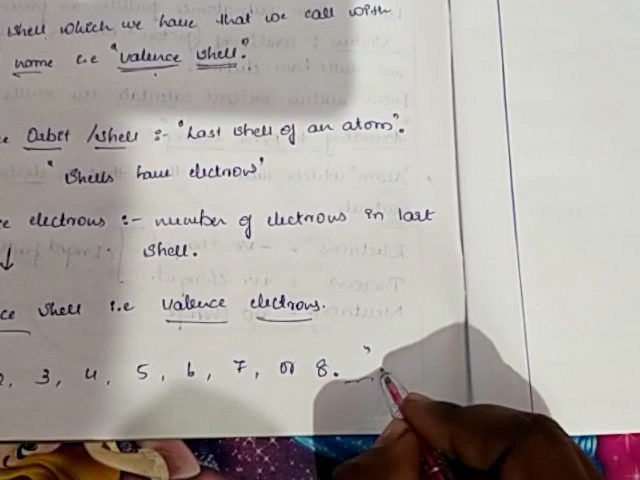 shell which we have that we call with
name i.e "valence shell".
Orbit / shell :- "Last shell of an atom".
"Shells have electrons"
electrons :- number of electrons in last
shell.
↓
shell i.e valence electrons.
3, 4, 5, 6, 7, or 8.